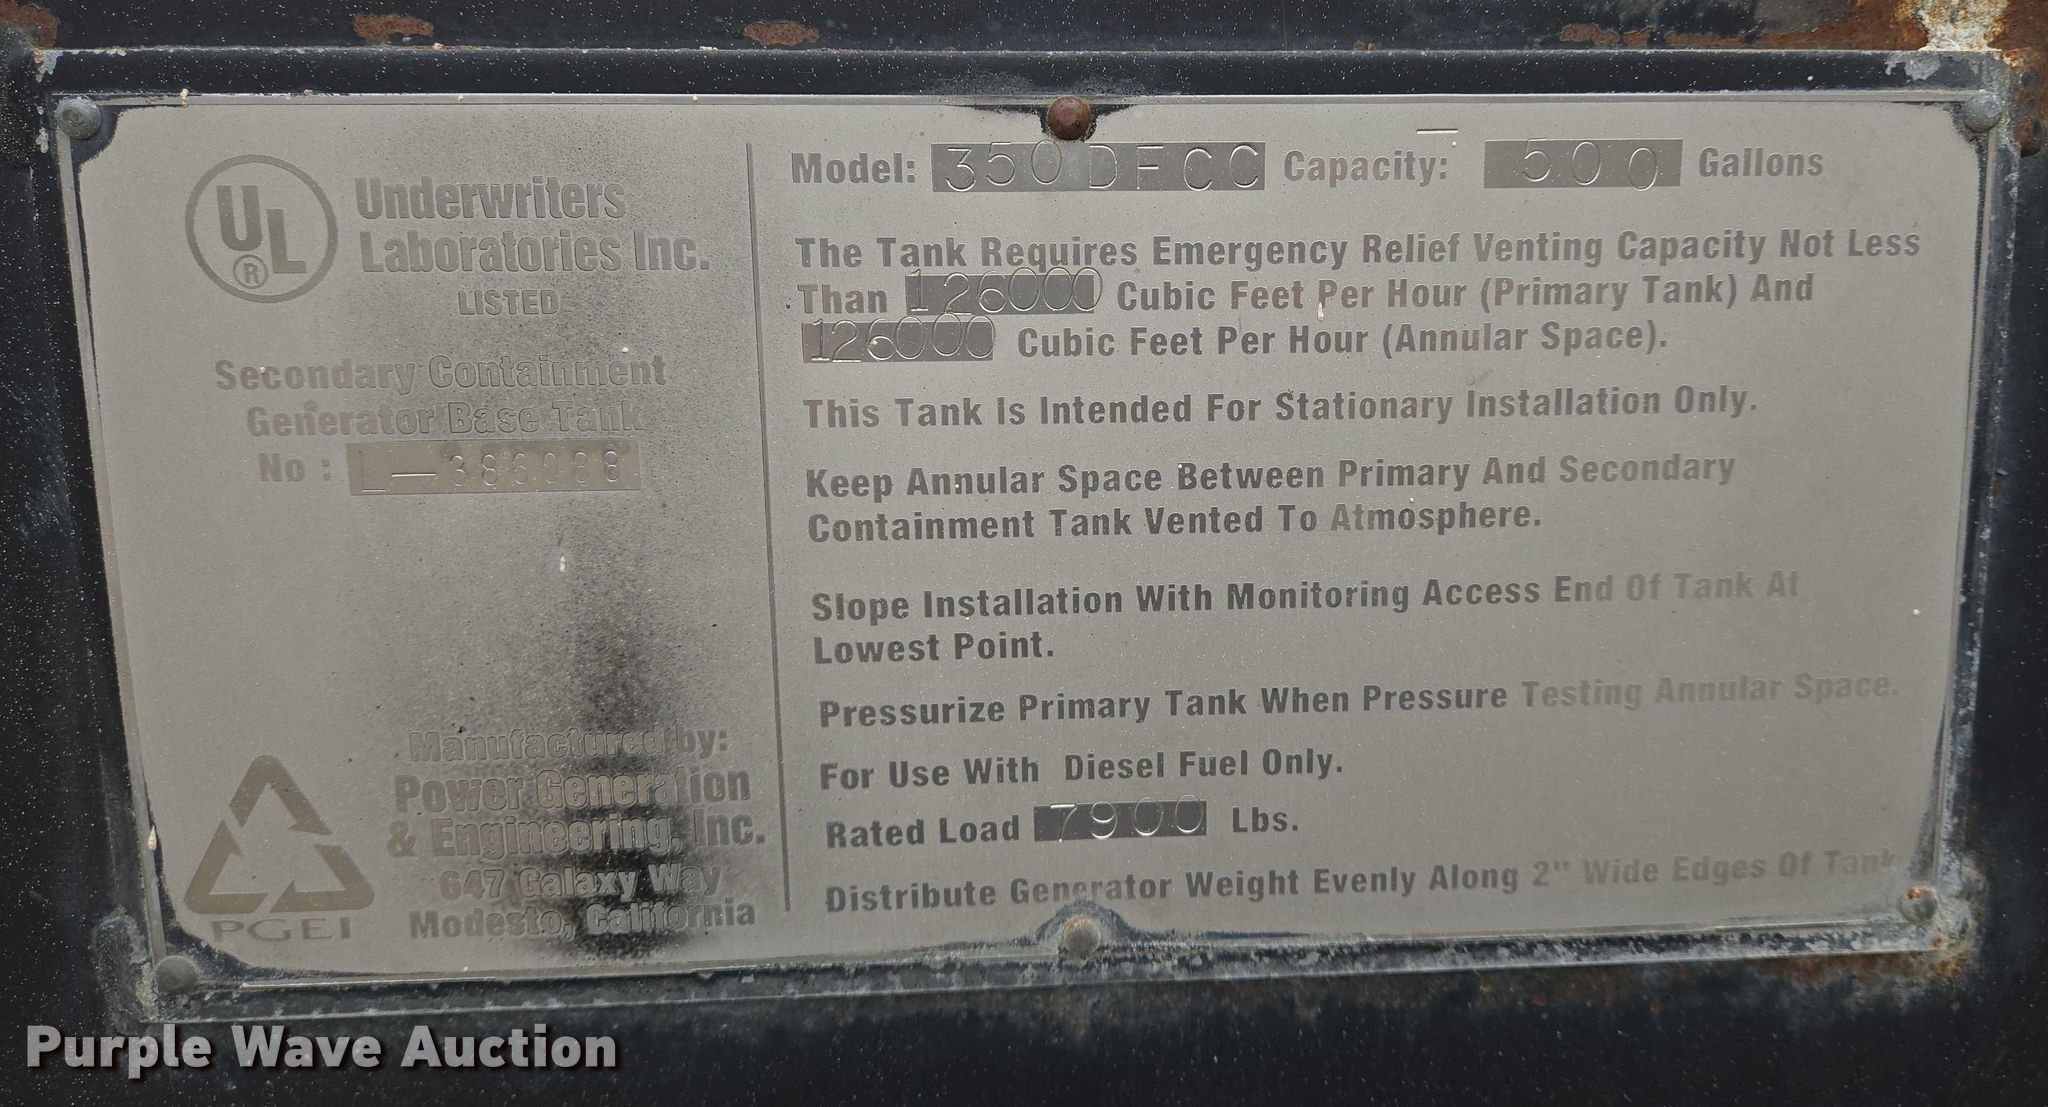 UL®
Underwriters
Laboratories Inc.
LISTED
Secondary Containment
Generator Base Tank
No : L—386088
Manufactured by:
Power Generation
& Engineering, Inc.
647 Galaxy Way
Modesto, California
PGEI
Model: 350DFCC Capacity: 500 Gallons
The Tank Requires Emergency Relief Venting Capacity Not Less
Than 126000 Cubic Feet Per Hour (Primary Tank) And
126000 Cubic Feet Per Hour (Annular Space).
This Tank Is Intended For Stationary Installation Only.
Keep Annular Space Between Primary And Secondary
Containment Tank Vented To Atmosphere.
Slope Installation With Monitoring Access End Of Tank At
Lowest Point.
Pressurize Primary Tank When Pressure Testing Annular Space.
For Use With Diesel Fuel Only.
Rated Load 7900 Lbs.
Distribute Generator Weight Evenly Along 2" Wide Edges Of Tank
Purple Wave Auction